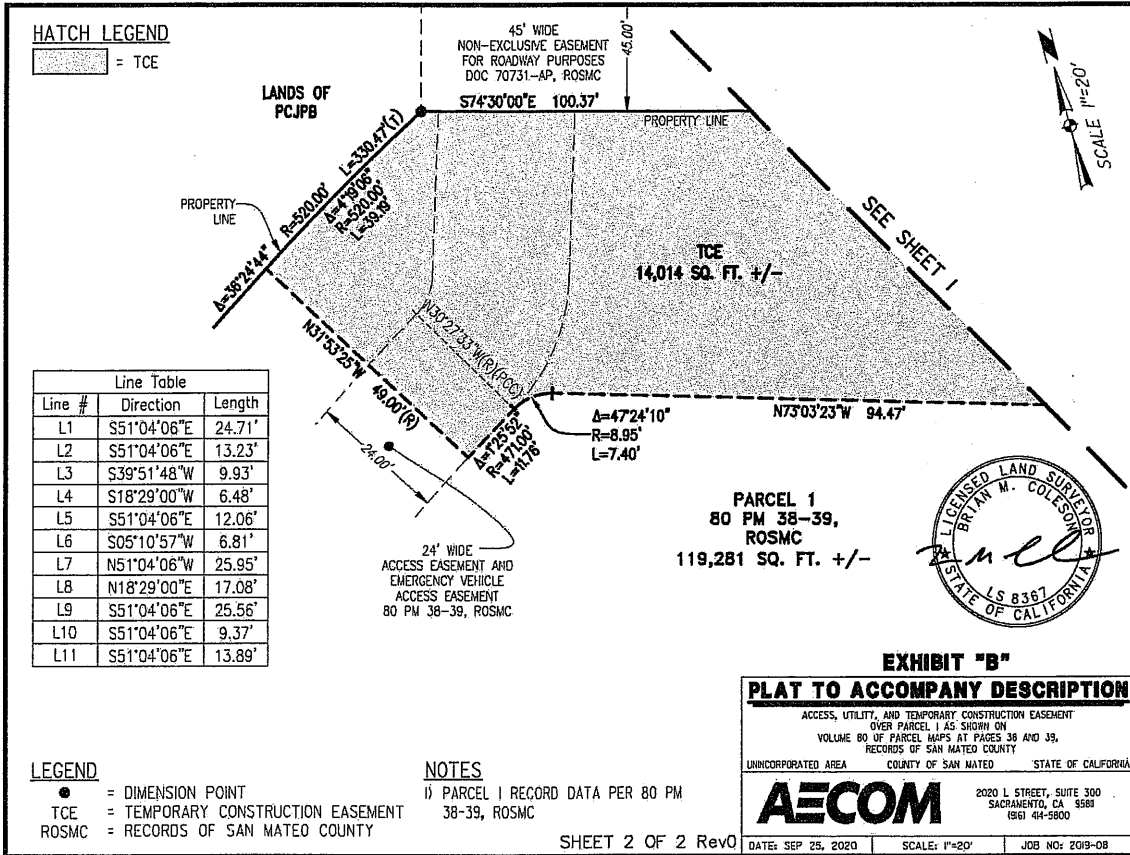 HATCH LEGEND
= TCE
LANDS OF
PCJPB
45' WIDE
NON-EXCLUSIVE EASEMENT
FOR ROADWAY PURPOSES
DOC 70731-AP, ROSMC
45.00'
S74°30'00"E 100.37'
PROPERTY LINE
SCALE 1"=20'
PROPERTY
LINE
Δ=36°24'44" R=520.00' L=330.47'(T)
Δ=4°19'06"
R=520.00'
L=39.19'
SEE SHEET 1
TCE
14,014 SQ. FT. +/-
N31°53'25"W 49.00'(R)
N30°27'33"W(R)(PCC)
24.00'
Δ=1°25'52"
R=471.00'
L=11.76'
Δ=47°24'10"
R=8.95'
L=7.40'
N73°03'23"W 94.47'
Line Table
Line # Direction Length
L1 S51°04'06"E 24.71'
L2 S51°04'06"E 13.23'
L3 S39°51'48"W 9.93'
L4 S18°29'00"W 6.48'
L5 S51°04'06"E 12.06'
L6 S05°10'57"W 6.81'
L7 N51°04'06"W 25.95'
L8 N18°29'00"E 17.08'
L9 S51°04'06"E 25.56'
L10 S51°04'06"E 9.37'
L11 S51°04'06"E 13.89'
24' WIDE
ACCESS EASEMENT AND
EMERGENCY VEHICLE
ACCESS EASEMENT
80 PM 38-39, ROSMC
PARCEL 1
80 PM 38-39,
ROSMC
119,281 SQ. FT. +/-
LICENSED LAND SURVEYOR
BRIAN M. COLESON
LS 8367
STATE OF CALIFORNIA
EXHIBIT "B"
PLAT TO ACCOMPANY DESCRIPTION
ACCESS, UTILITY, AND TEMPORARY CONSTRUCTION EASEMENT
OVER PARCEL 1 AS SHOWN ON
VOLUME 80 OF PARCEL MAPS AT PAGES 38 AND 39,
RECORDS OF SAN MATEO COUNTY
UNINCORPORATED AREA COUNTY OF SAN MATEO STATE OF CALIFORNIA
AECOM
2020 L STREET, SUITE 300
SACRAMENTO, CA 95811
(916) 414-5800
DATE: SEP 25, 2020 SCALE: 1"=20' JOB NO: 2019-08
LEGEND
= DIMENSION POINT
TCE = TEMPORARY CONSTRUCTION EASEMENT
ROSMC = RECORDS OF SAN MATEO COUNTY
NOTES
1) PARCEL 1 RECORD DATA PER 80 PM
38-39, ROSMC
SHEET 2 OF 2 Rev0